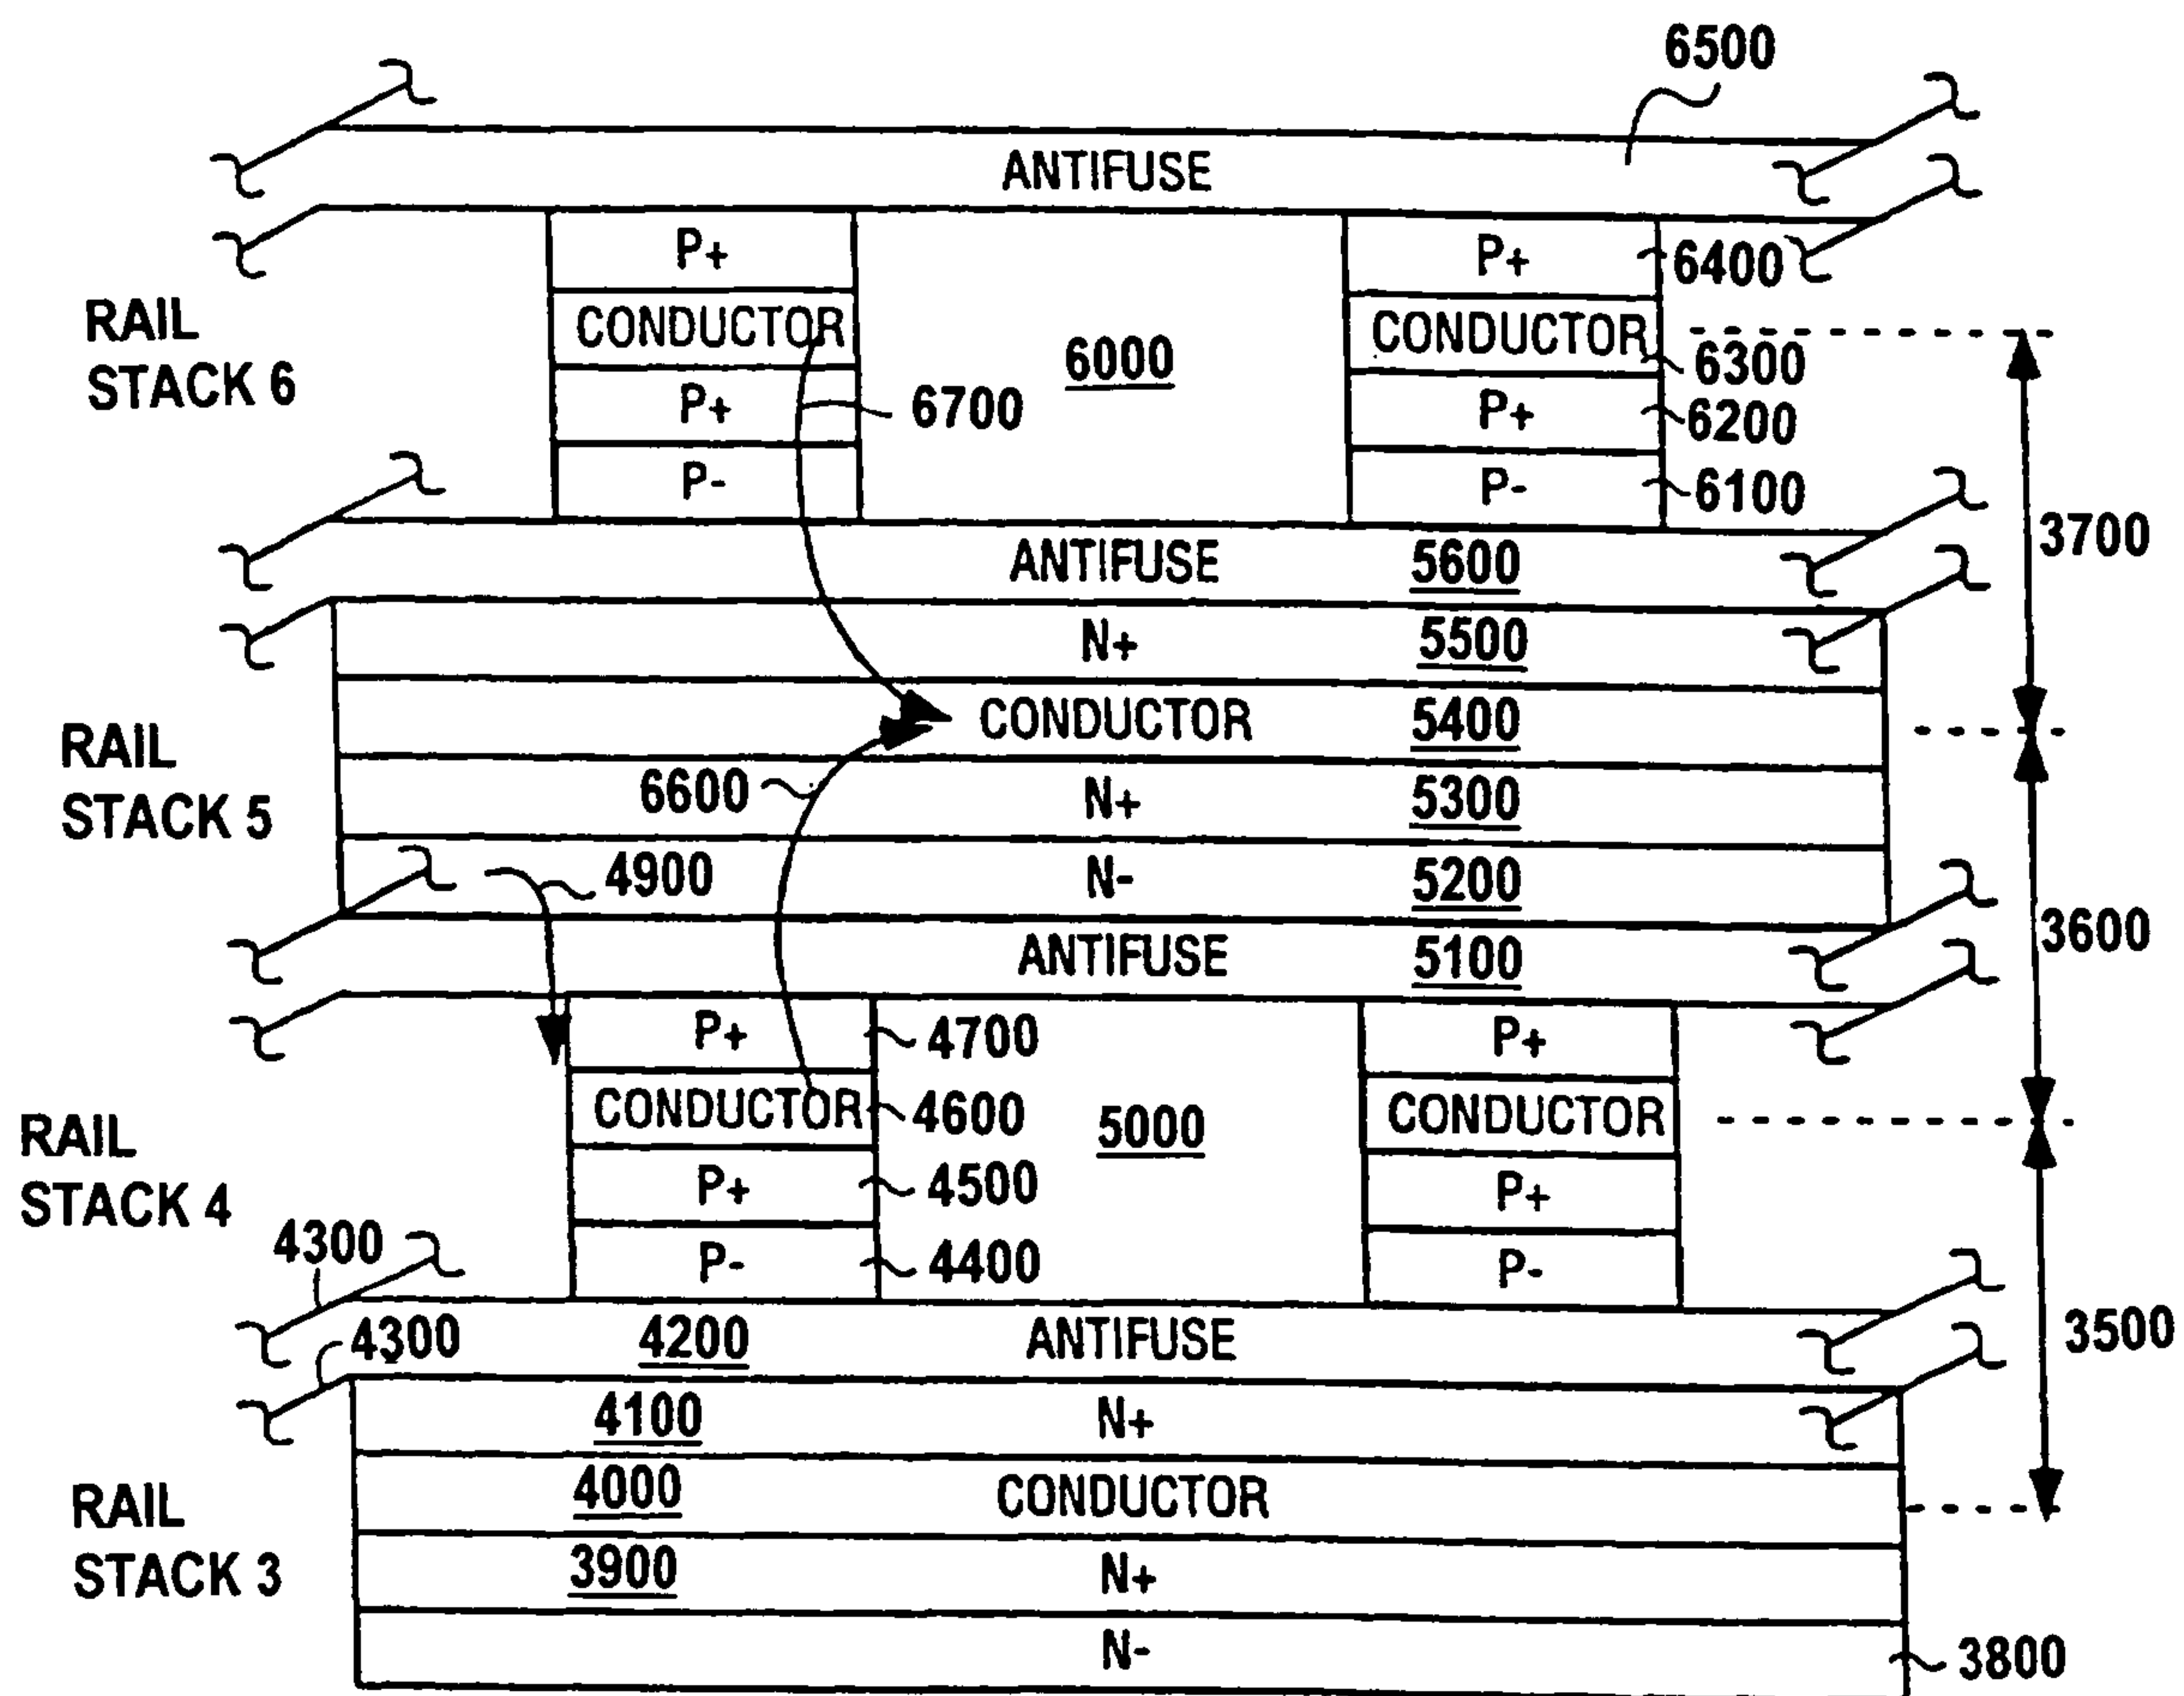 6500
ANTIFUSE
P+
P+
6400
RAIL
STACK 6
CONDUCTOR
6000
CONDUCTOR
6300
P+
6700
P+
6200
P-
P-
6100
3700
ANTIFUSE
5600
N+
5500
RAIL
STACK 5
CONDUCTOR
5400
6600
N+
5300
4900
N-
5200
3600
ANTIFUSE
5100
P+
4700
P+
RAIL
STACK 4
CONDUCTOR
4600
5000
CONDUCTOR
P+
4500
P+
4300
P-
4400
P-
4300
4200
ANTIFUSE
3500
4100
N+
RAIL
STACK 3
4000
CONDUCTOR
3900
N+
N-
3800